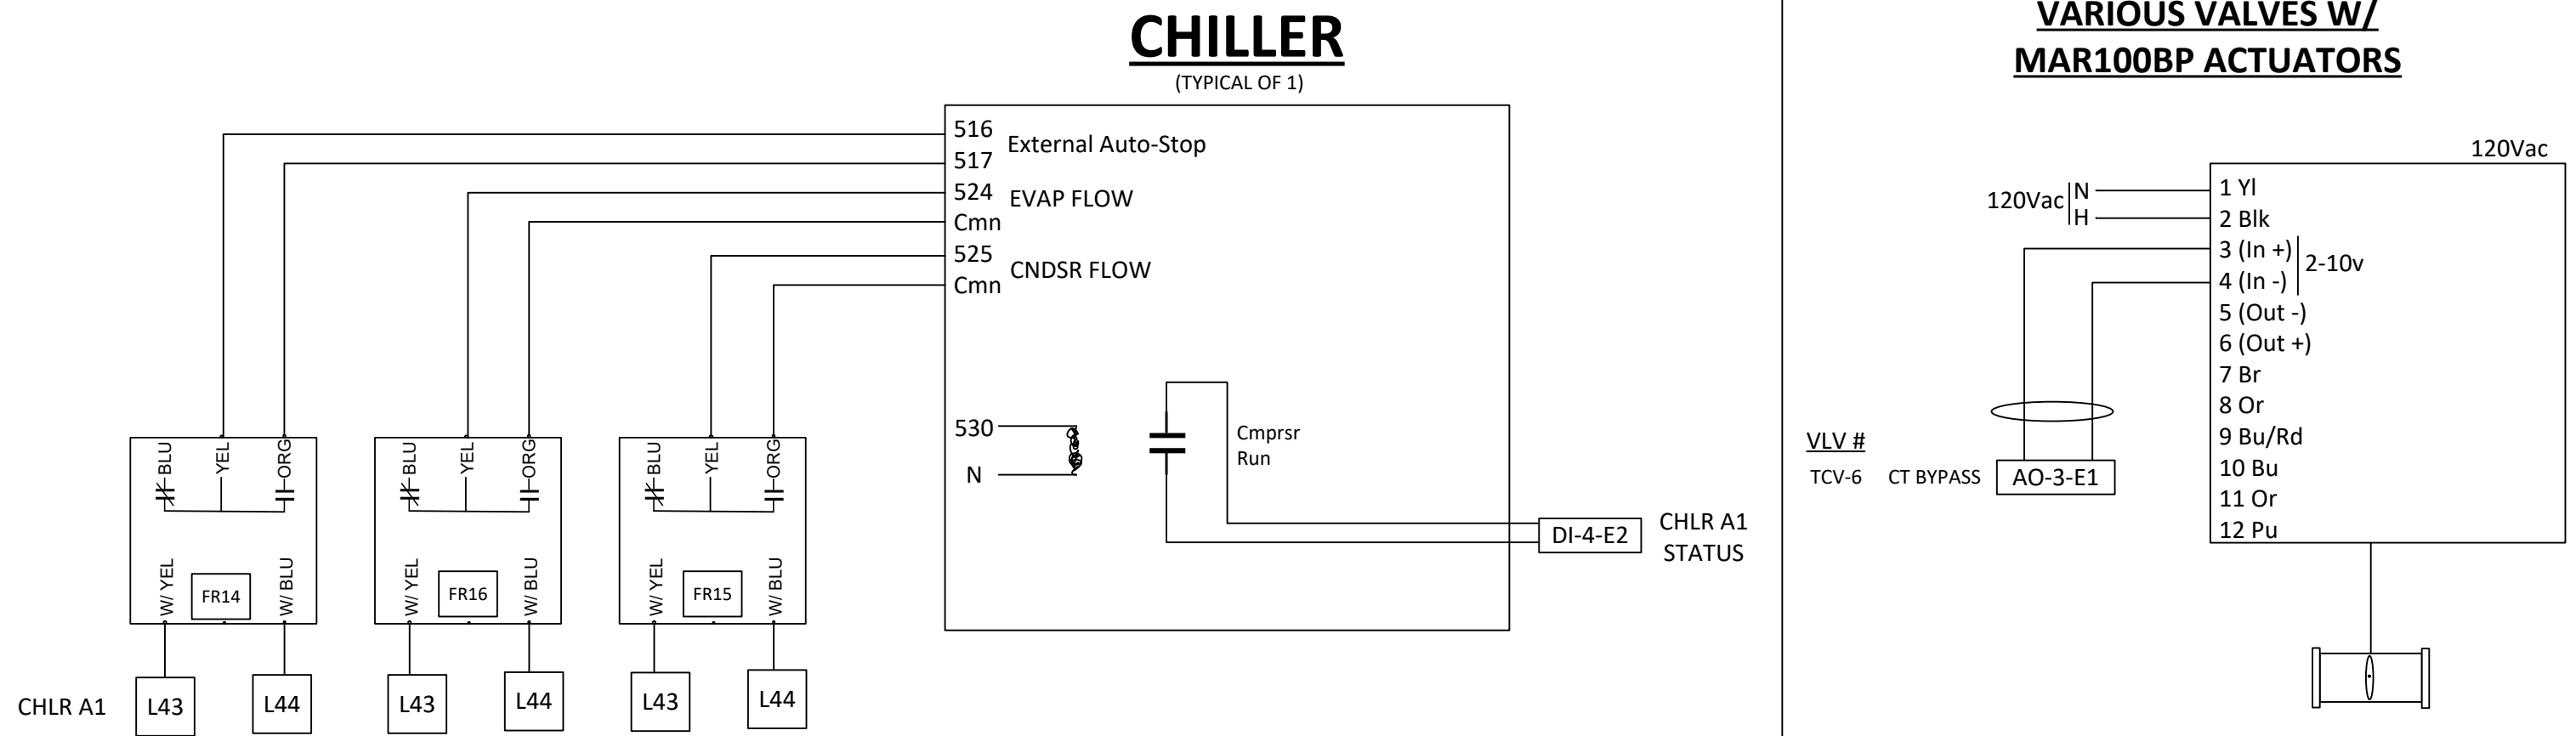 CHILLER
(TYPICAL OF 1)
516
External Auto-Stop
517
524
EVAP FLOW
Cmn
525
CNDSR FLOW
Cmn
530
N
Cmprsr
Run
DI-4-E2
CHLR A1
STATUS
BLU
YEL
ORG
W/ YEL
FR14
W/ BLU
BLU
YEL
ORG
W/ YEL
FR16
W/ BLU
BLU
YEL
ORG
W/ YEL
FR15
W/ BLU
CHLR A1
L43
L44
L43
L44
L43
L44
VARIOUS VALVES W/
MAR100BP ACTUATORS
120Vac
120Vac
N
H
1 Yl
2 Blk
3 (In +)
4 (In -)
2-10v
5 (Out -)
6 (Out +)
7 Br
8 Or
9 Bu/Rd
10 Bu
11 Or
12 Pu
VLV #
TCV-6 CT BYPASS
AO-3-E1